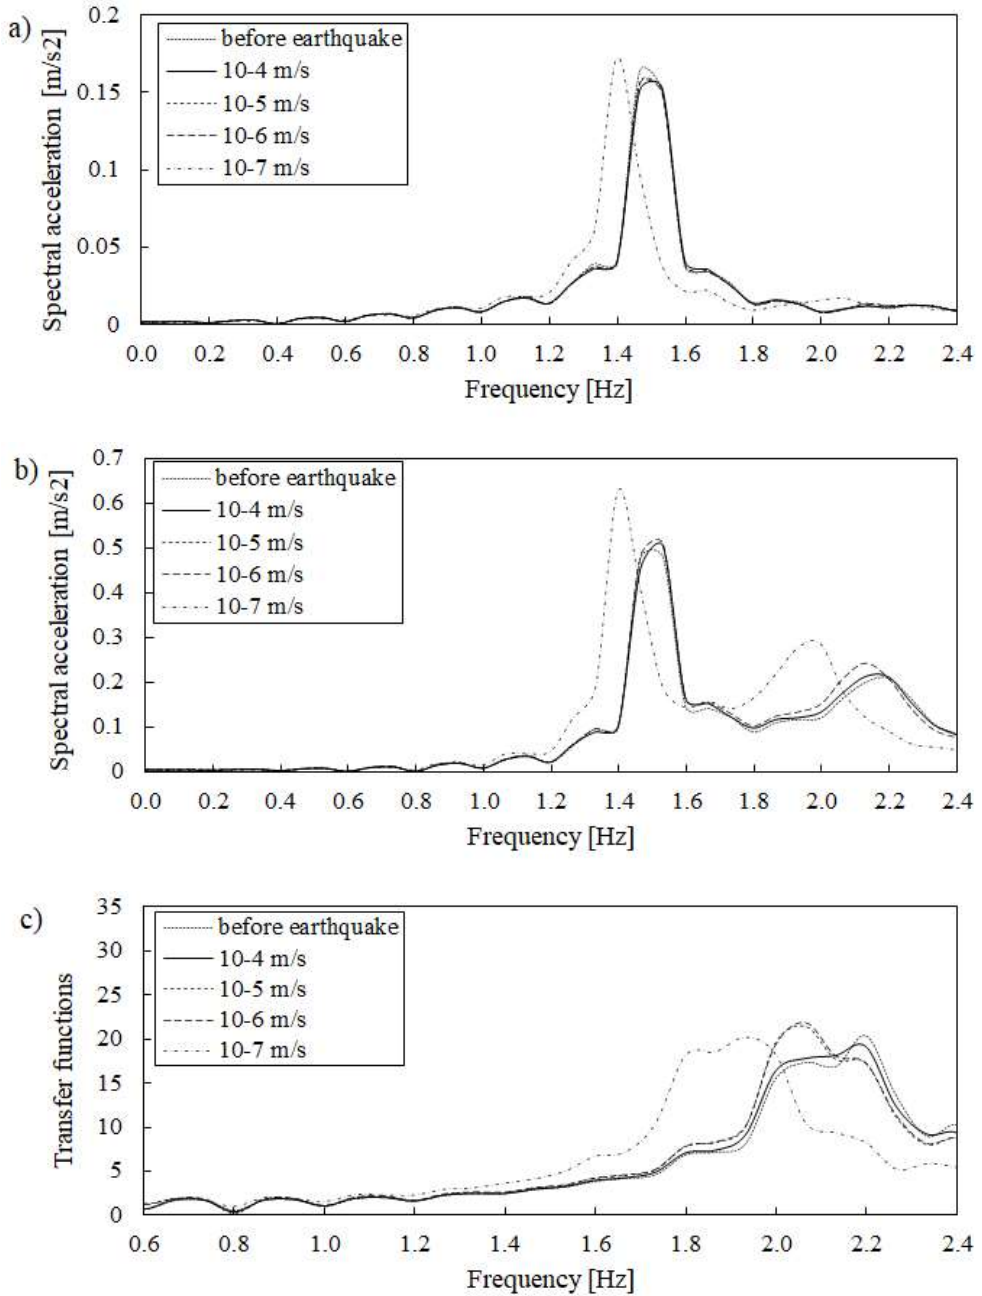 a)
Spectral acceleration [m/s2]
0.2
0.15
0.1
0.05
0
before earthquake
10-4 m/s
10-5 m/s
10-6 m/s
10-7 m/s
0.0 0.2 0.4 0.6 0.8 1.0 1.2 1.4 1.6 1.8 2.0 2.2 2.4
Frequency [Hz]
b)
Spectral acceleration [m/s2]
0.7
0.6
0.5
0.4
0.3
0.2
0.1
0
before earthquake
10-4 m/s
10-5 m/s
10-6 m/s
10-7 m/s
0.0 0.2 0.4 0.6 0.8 1.0 1.2 1.4 1.6 1.8 2.0 2.2 2.4
Frequency [Hz]
c)
Transfer functions
35
30
25
20
15
10
5
0
before earthquake
10-4 m/s
10-5 m/s
10-6 m/s
10-7 m/s
0.6 0.8 1.0 1.2 1.4 1.6 1.8 2.0 2.2 2.4
Frequency [Hz]